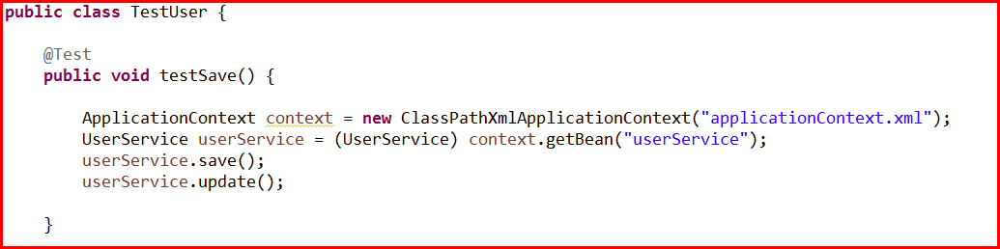 public class TestUser {
@Test
public void testSave() {
ApplicationContext context = new ClassPathXmlApplicationContext("applicationContext.xml");
UserService userService = (UserService) context.getBean("userService");
userService.save();
userService.update();
}